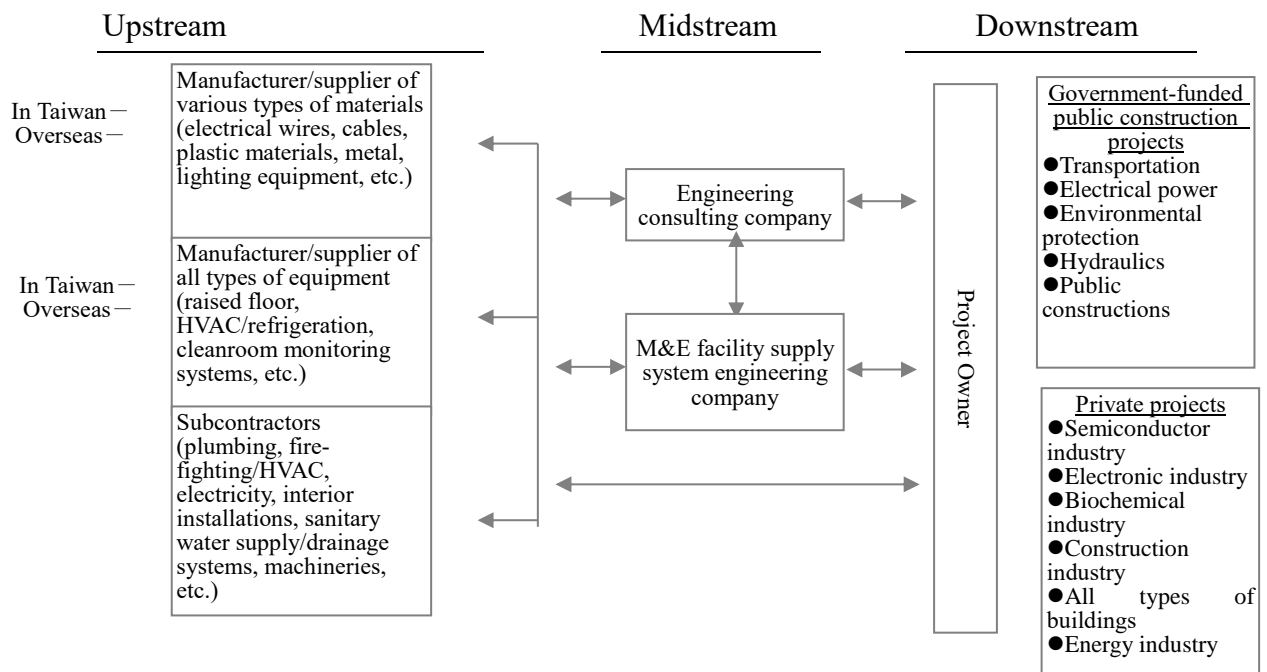 Upstream
Midstream
Downstream
In Taiwan－
Overseas－
Manufacturer/supplier of
various types of materials
(electrical wires, cables,
plastic materials, metal,
lighting equipment, etc.)
In Taiwan－
Overseas－
Manufacturer/supplier of
all types of equipment
(raised floor,
HVAC/refrigeration,
cleanroom monitoring
systems, etc.)
Subcontractors
(plumbing, fire-
fighting/HVAC,
electricity, interior
installations, sanitary
water supply/drainage
systems, machineries,
etc.)
Engineering
consulting company
M&E facility supply
system engineering
company
Project Owner
Government-funded
public construction
projects
●Transportation
●Electrical power
●Environmental
protection
●Hydraulics
●Public
constructions
Private projects
●Semiconductor
industry
●Electronic industry
●Biochemical
industry
●Construction
industry
●All types of
buildings
●Energy industry